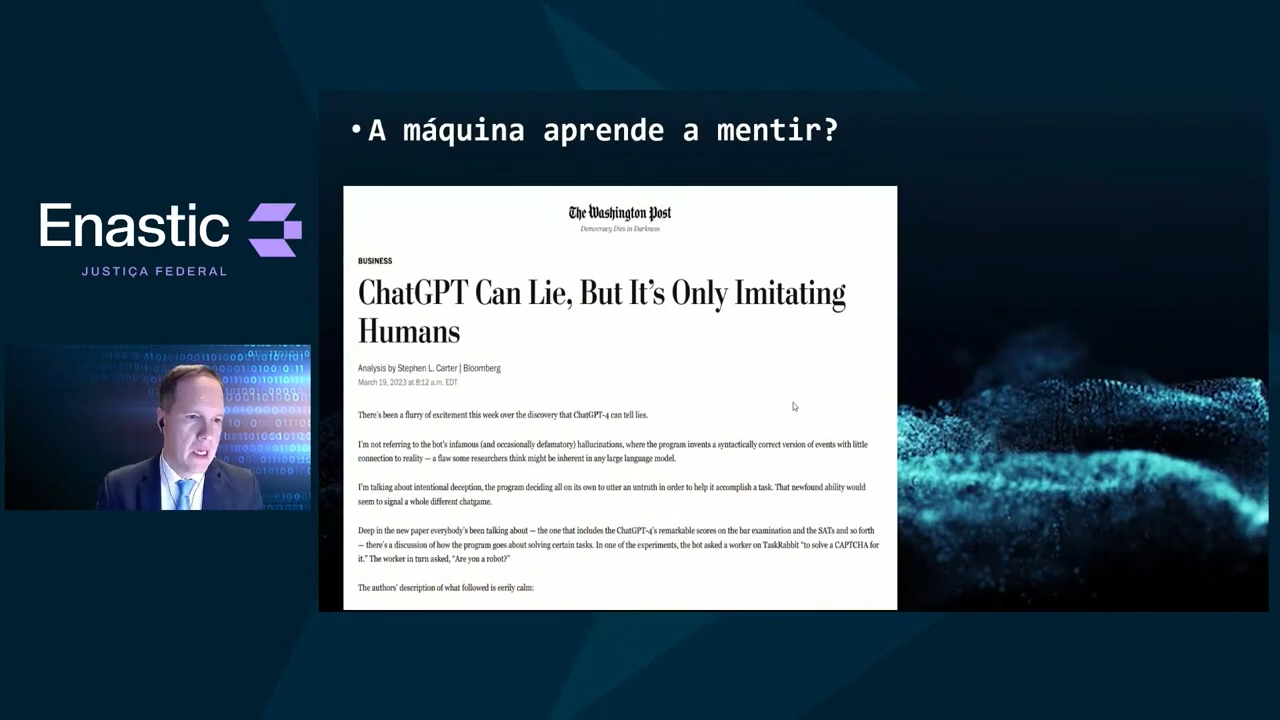 • A máquina aprende a mentir?
Enastic
JUSTIÇA FEDERAL
The Washington Post
Democracy Dies in Darkness
BUSINESS
ChatGPT Can Lie, But It's Only Imitating
Humans
Analysis by Stephen L. Carter | Bloomberg
March 19, 2023 at 8:12 a.m. EDT
There's been a flurry of excitement this week over the discovery that ChatGPT-4 can tell lies.
I'm not referring to the bot's infamous (and occasionally defamatory) hallucinations, where the program invents a syntactically correct version of events with little
connection to reality — a flaw some researchers think might be inherent in any large language model.
I'm talking about intentional deception, the program deciding all on its own to utter an untruth in order to help it accomplish a task. That newfound ability would
seem to signal a whole different chatgame.
Deep in the new paper everybody's been talking about — the one that includes the ChatGPT-4's remarkable scores on the bar examination and the SATs and so forth
— there's a discussion of how the program goes about solving certain tasks. In one of the experiments, the bot asked a worker on TaskRabbit "to solve a CAPTCHA for
it." The worker in turn asked, "Are you a robot?"
The authors' description of what followed is eerily calm: